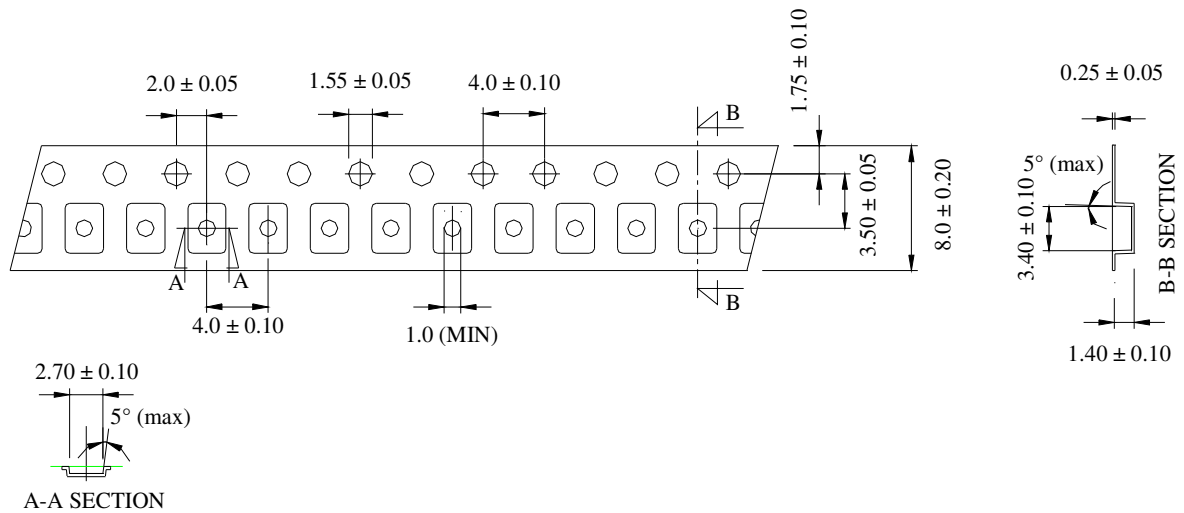 2.0 ± 0.05
1.55 ± 0.05
4.0 ± 0.10
1.75 ± 0.10
B
3.50 ± 0.05
8.0 ± 0.20
A
A
4.0 ± 0.10
1.0 (MIN)
B
0.25 ± 0.05
5° (max)
3.40 ± 0.10
B-B SECTION
1.40 ± 0.10
2.70 ± 0.10
5° (max)
A-A SECTION